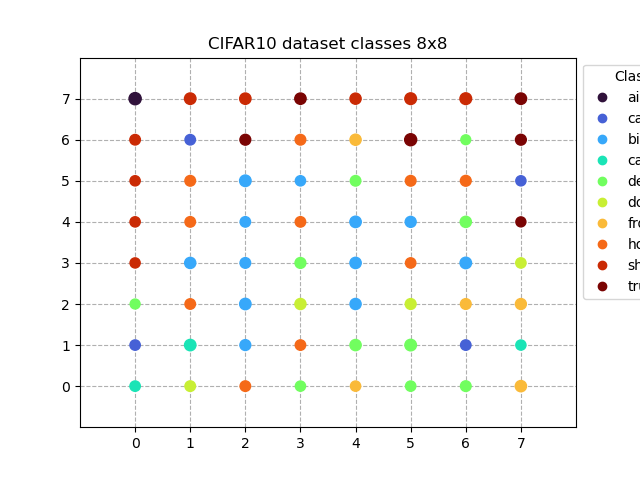 CIFAR10 dataset classes 8x8
7
6
5
4
3
2
1
0
0 1 2 3 4 5 6 7
Clas
ai
ca
bi
ca
de
do
fro
ho
sh
tru